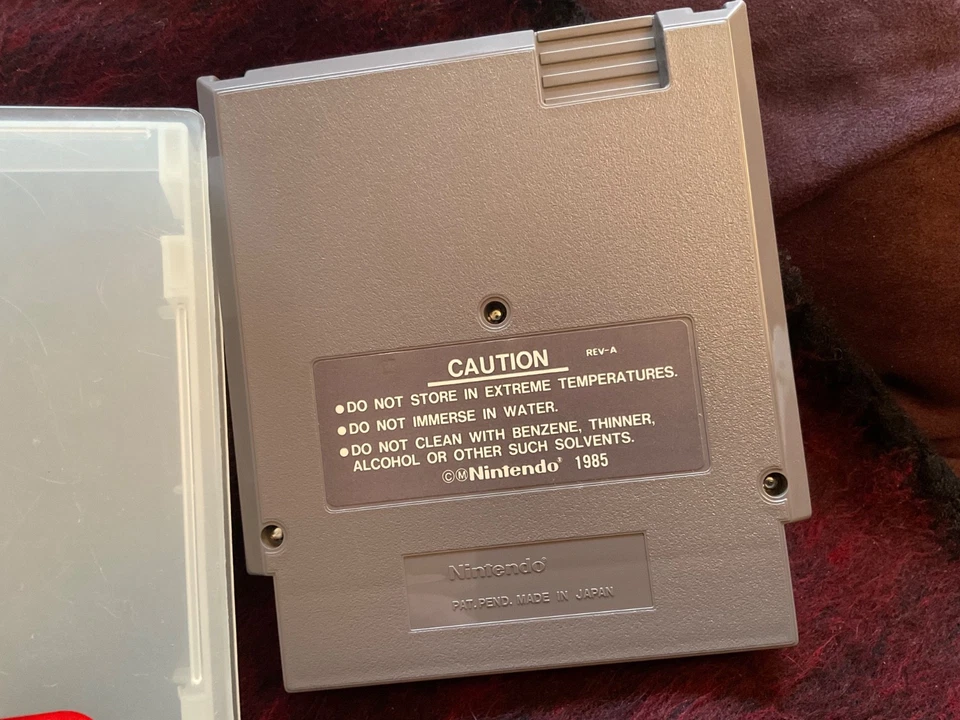 CAUTION REV-A
●DO NOT STORE IN EXTREME TEMPERATURES.
●DO NOT IMMERSE IN WATER.
●DO NOT CLEAN WITH BENZENE, THINNER,
ALCOHOL OR OTHER SUCH SOLVENTS.
©ⓂNintendo® 1985
Nintendo®
PAT. PEND. MADE IN JAPAN